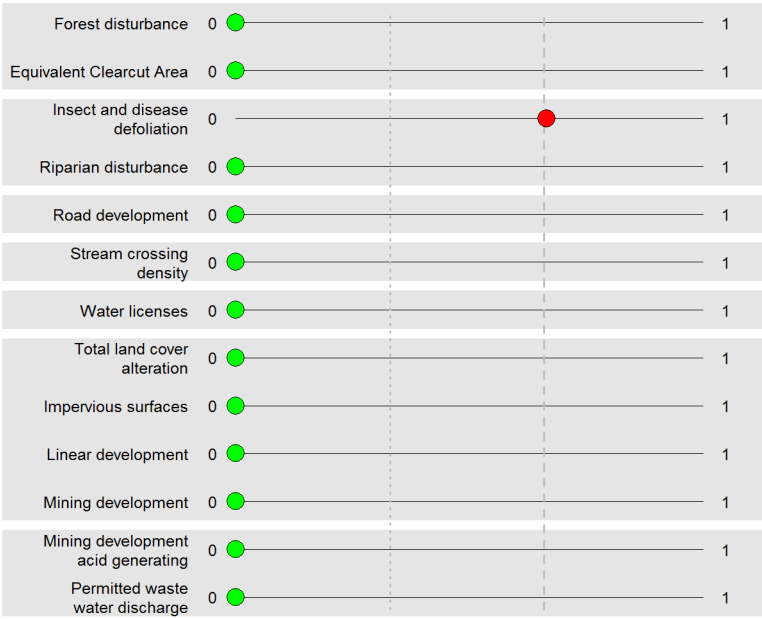 Forest disturbance 0 1
Equivalent Clearcut Area 0 1
Insect and disease
defoliation 0 1
Riparian disturbance 0 1
Road development 0 1
Stream crossing
density 0 1
Water licenses 0 1
Total land cover
alteration 0 1
Impervious surfaces 0 1
Linear development 0 1
Mining development 0 1
Mining development
acid generating 0 1
Permitted waste
water discharge 0 1